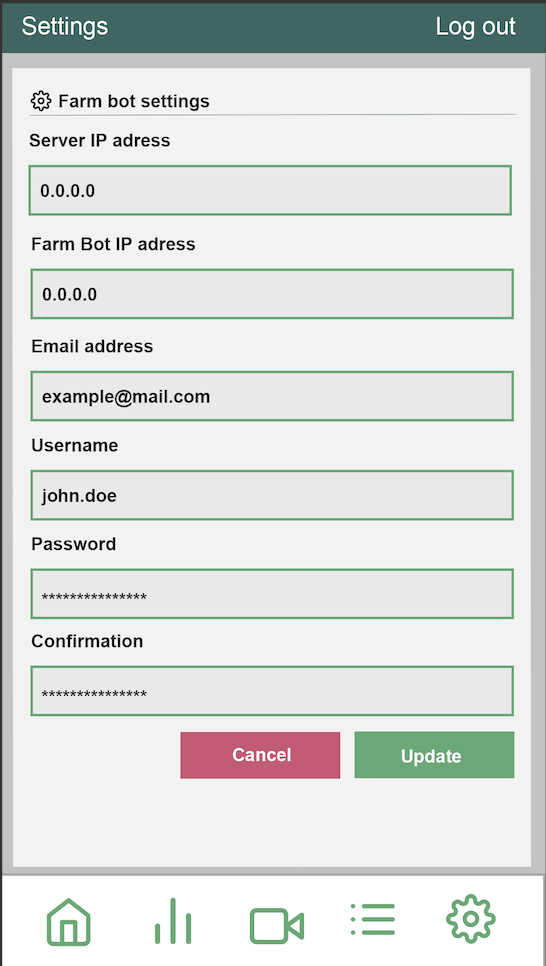 Settings
Log out
Farm bot settings
Server IP adress
0.0.0.0
Farm Bot IP adress
0.0.0.0
Email address
example@mail.com
Username
john.doe
Password
***************
Confirmation
***************
Cancel
Update